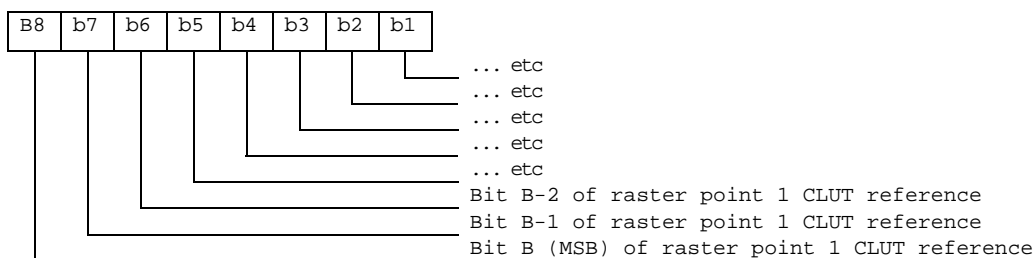 B8 b7 b6 b5 b4 b3 b2 b1
... etc
... etc
... etc
... etc
... etc
Bit B-2 of raster point 1 CLUT reference
Bit B-1 of raster point 1 CLUT reference
Bit B (MSB) of raster point 1 CLUT reference